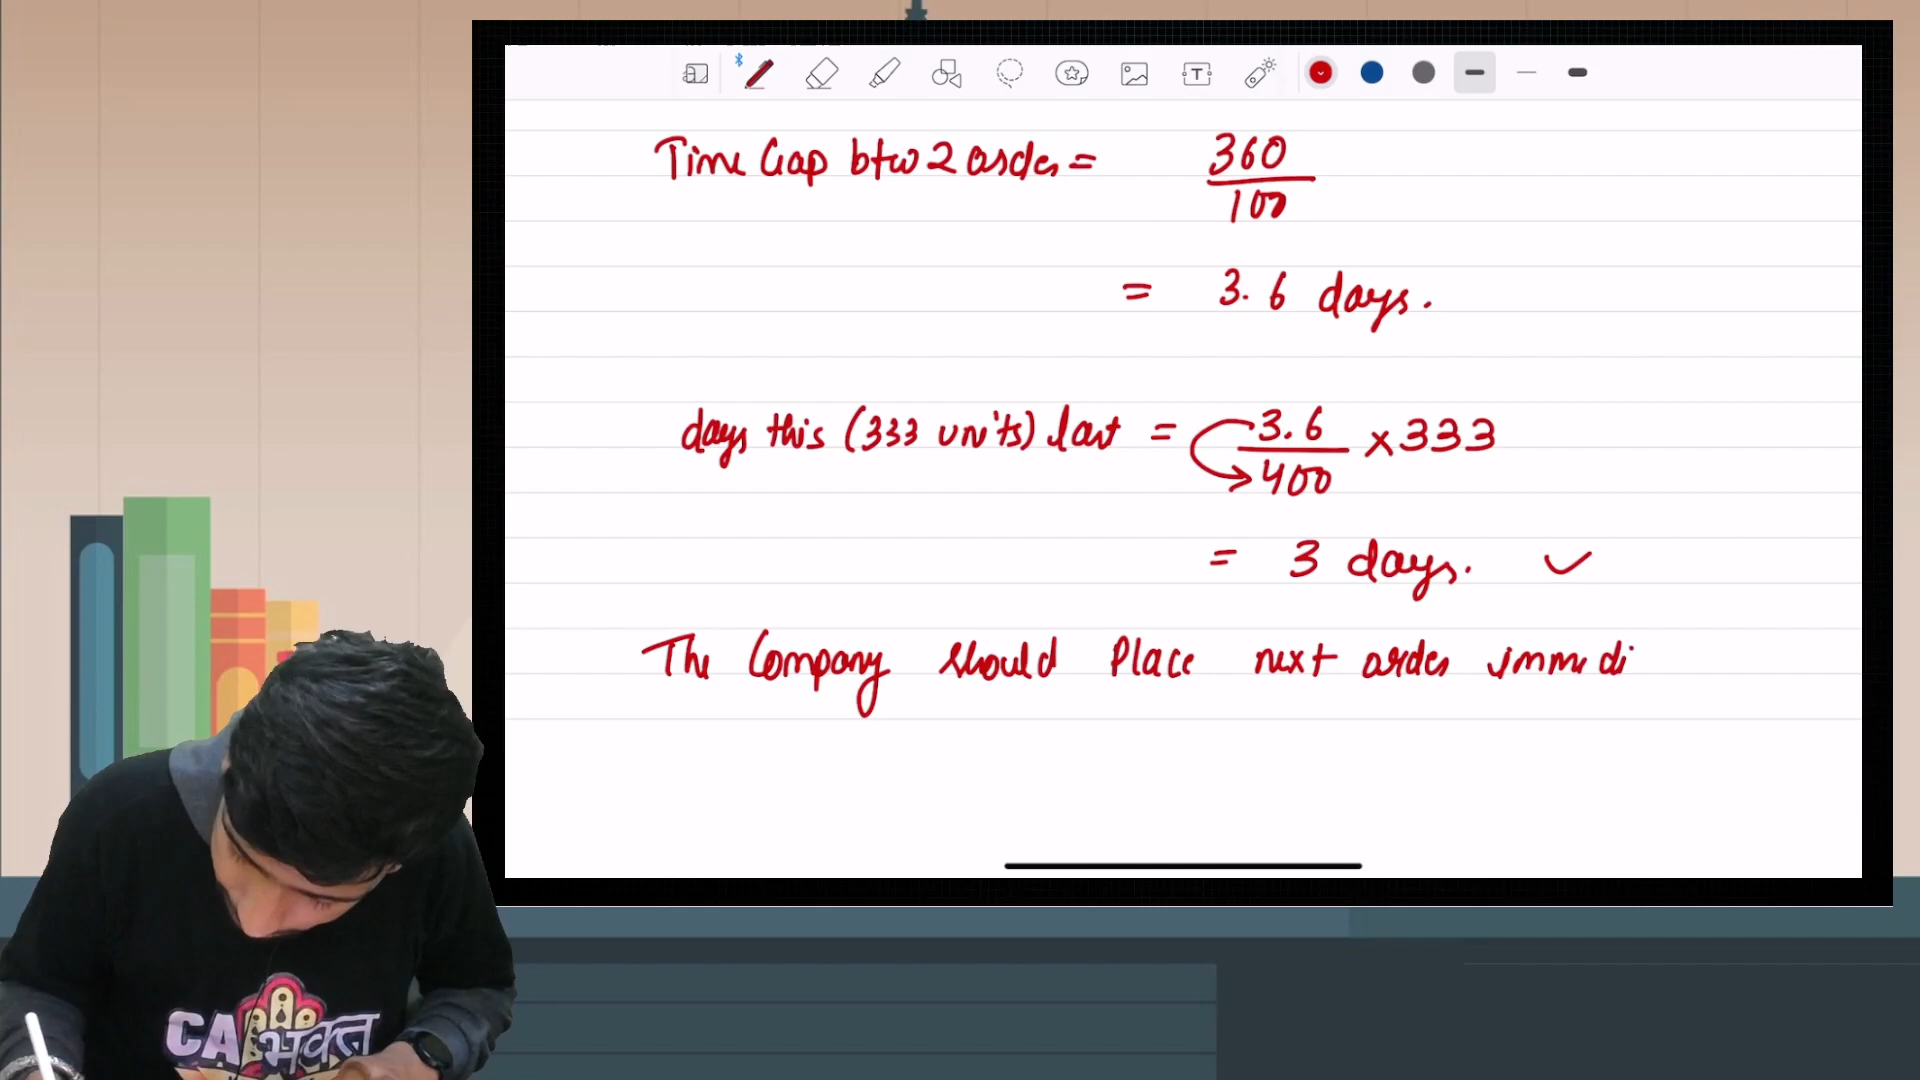 Time Gap btw 2 order = 360
100
= 3.6 days.
days this (333 units) last = 3.6
400 × 333
= 3 days. ✓
The Company should Place next order immedi
T
CA भक्त